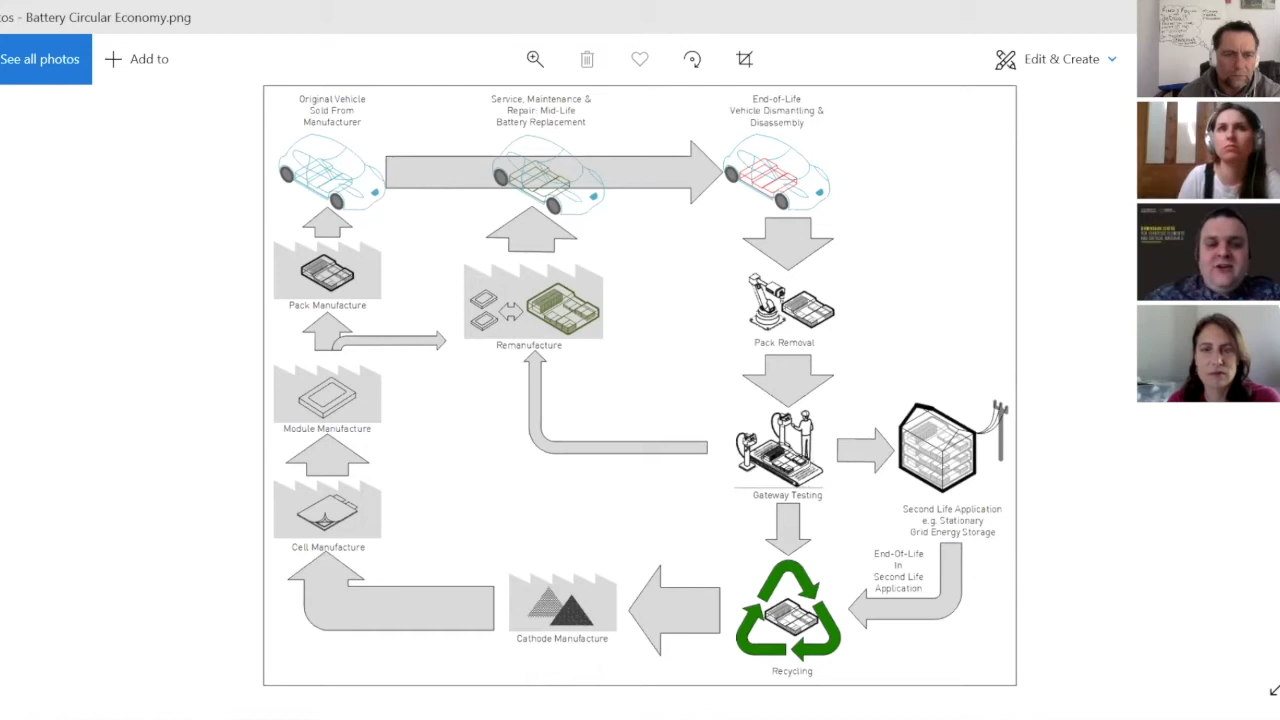 tos - Battery Circular Economy.png
See all photos
Add to
Edit & Create
Original Vehicle
Sold From
Manufacturer
Service, Maintenance &
Repair: Mid-Life
Battery Replacement
End-of-Life
Vehicle Dismantling &
Disassembly
Pack Manufacture
Remanufacture
Pack Removal
Module Manufacture
Gateway Testing
Second Life Application
e.g. Stationary
Grid Energy Storage
Cell Manufacture
End-Of-Life
In
Second Life
Application
Cathode Manufacture
Recycling